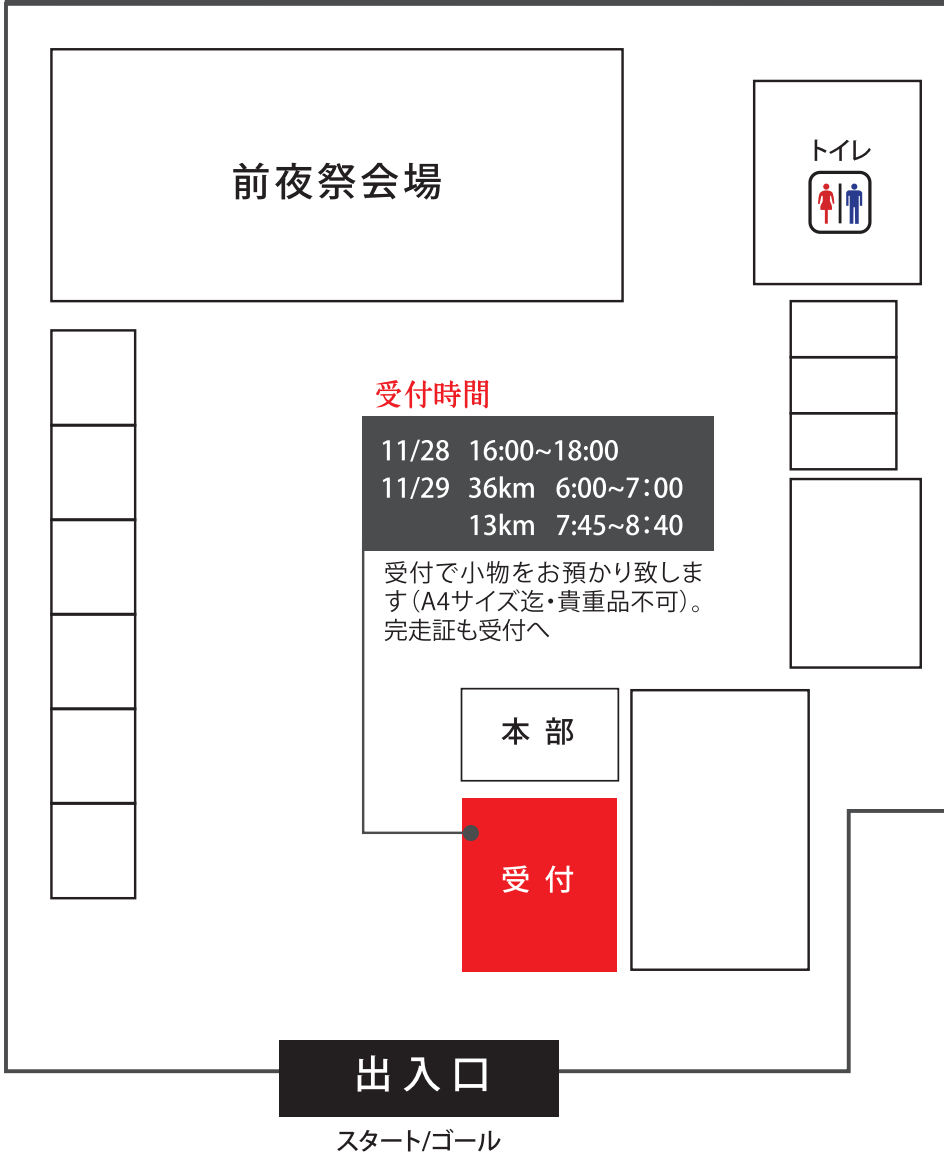 前夜祭会場
トイレ
受付時間
11/28 16:00~18:00
11/29 36km 6:00~7:00
13km 7:45~8:40
受付で小物をお預かり致しま
す（A4サイズ迄・貴重品不可）。
完走証も受付へ
本部
受付
出入口
スタート/ゴール